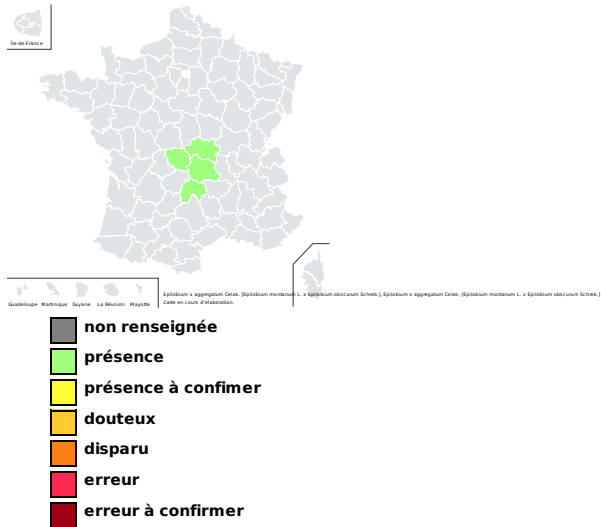 Île-de-France
Guadeloupe Martinique Guyane La Réunion Mayotte
Epilobium x aggregatum Celak. [Epilobium montanum L. x Epilobium obscurum Schreb.], Epilobium x aggregatum Celak. [Epilobium montanum L. x Epilobium obscurum Schreb.]
Carte en cours d'élaboration.
non renseignée
présence
présence à confimer
douteux
disparu
erreur
erreur à confirmer